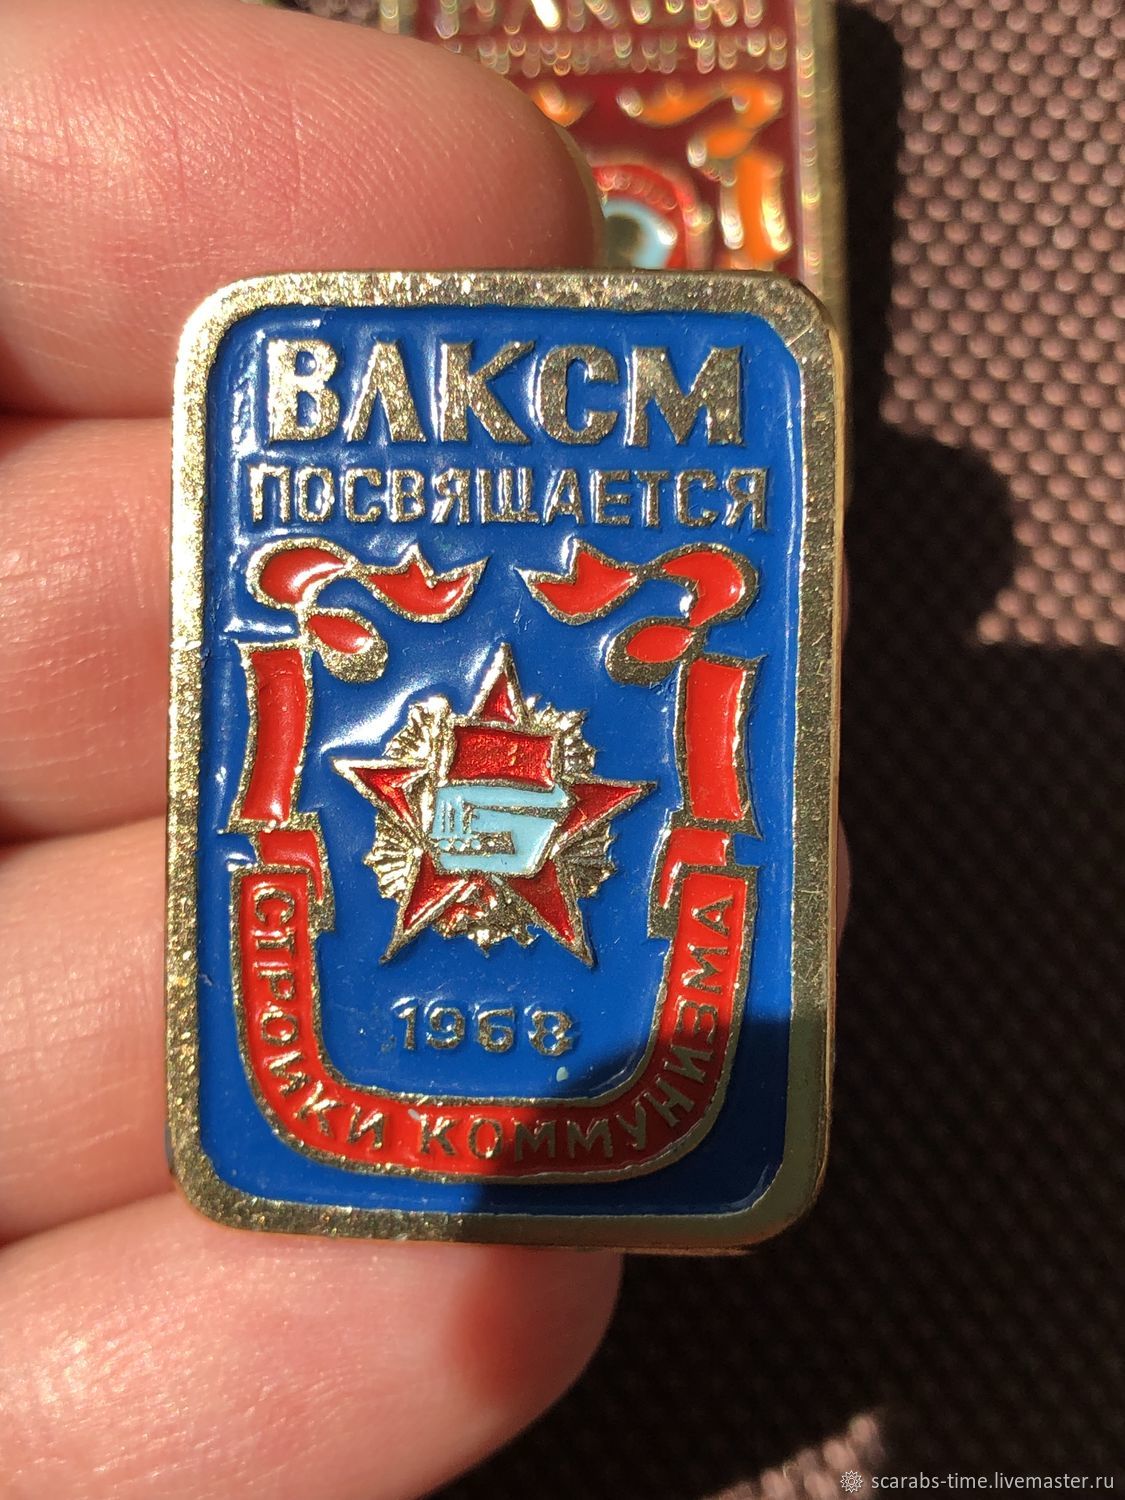 ВЛКСМ
ПОСВЯЩАЕТСЯ
1968
СТРОЙКИ КОММУНИЗМА
scarabs-time.livemaster.ru